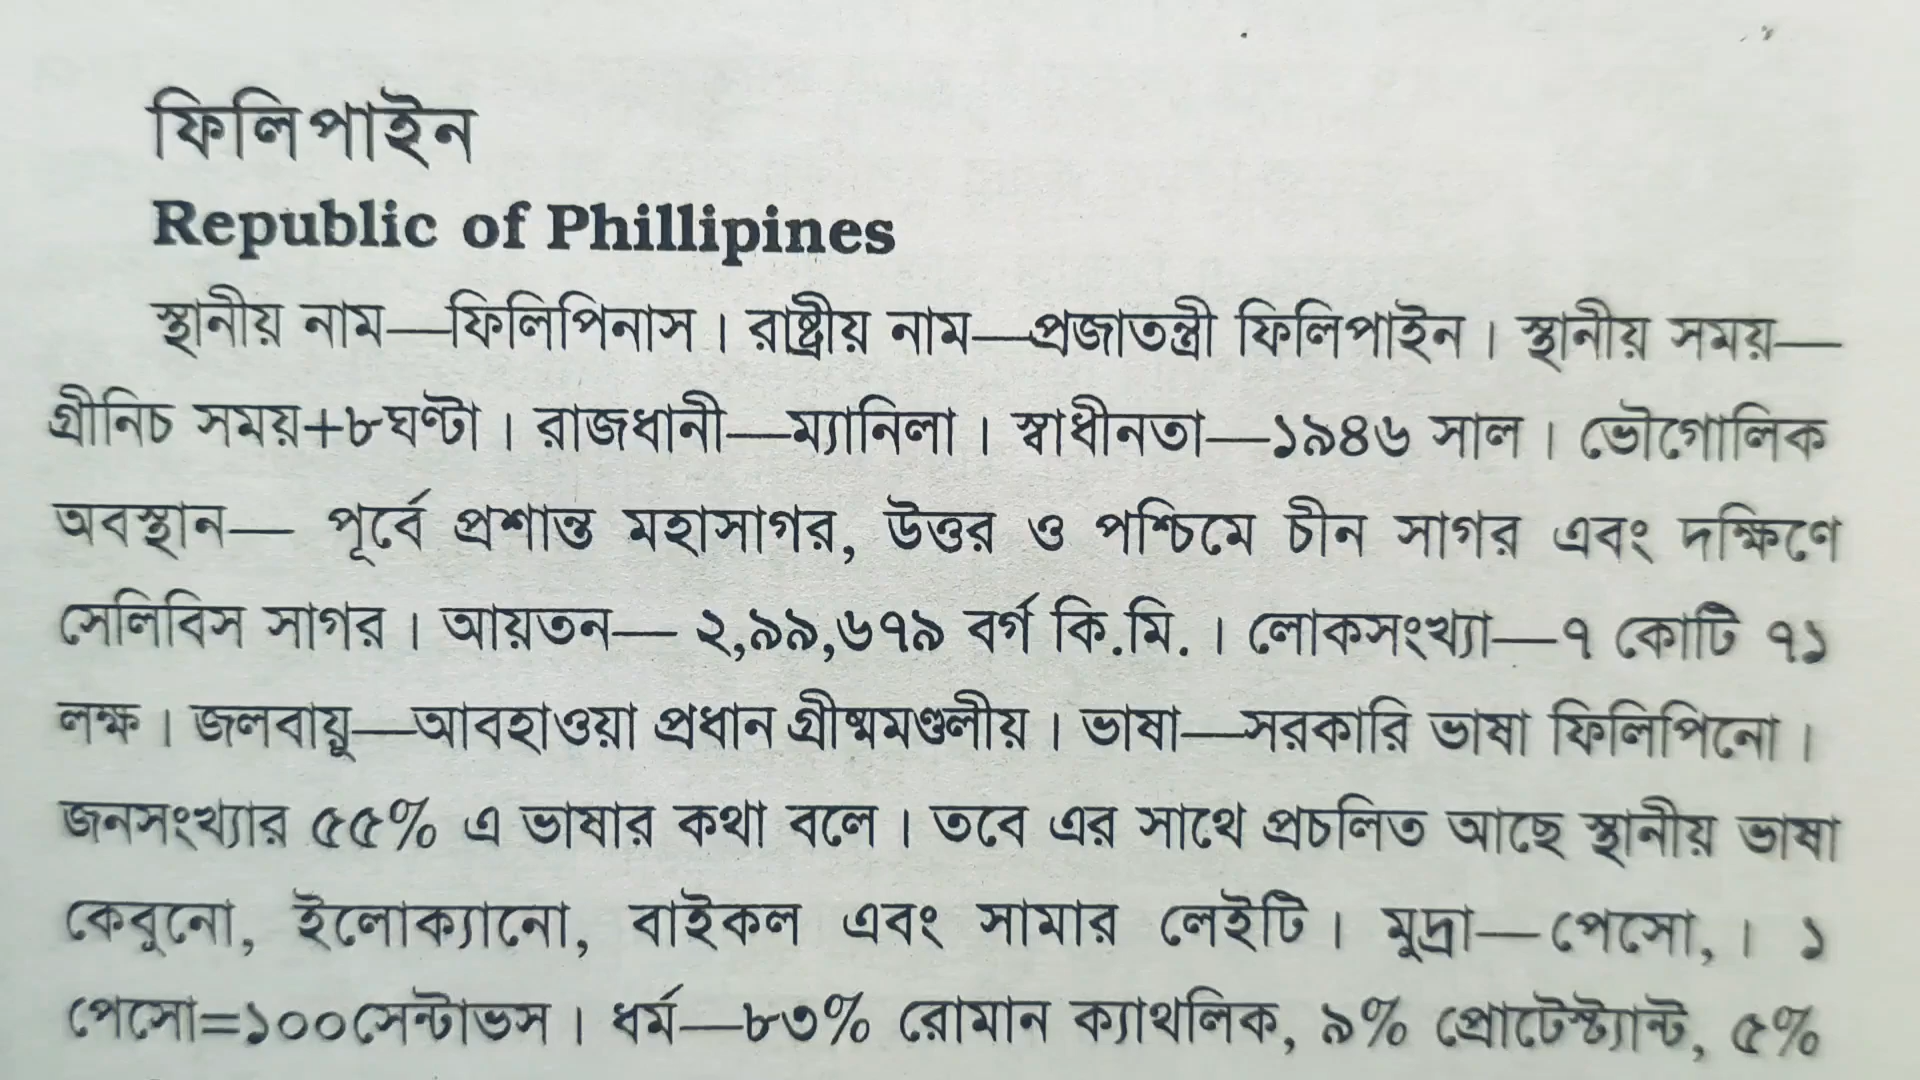 ফিলিপাইন
Republic of Phillipines
স্থানীয় নাম—ফিলিপিনাস। রাষ্ট্রীয় নাম—প্রজাতন্ত্রী ফিলিপাইন। স্থানীয় সময়—
গ্রীনিচ সময়+৮ঘণ্টা। রাজধানী—ম্যানিলা। স্বাধীনতা—১৯৪৬ সাল। ভৌগোলিক
অবস্থান— পূর্বে প্রশান্ত মহাসাগর, উত্তর ও পশ্চিমে চীন সাগর এবং দক্ষিণে
সেলিবিস সাগর। আয়তন— ২,৯৯,৬৭৯ বর্গ কি.মি.। লোকসংখ্যা—৭ কোটি ৭১
লক্ষ। জলবায়ু—আবহাওয়া প্রধান গ্রীষ্মমণ্ডলীয়। ভাষা—সরকারি ভাষা ফিলিপিনো।
জনসংখ্যার ৫৫% এ ভাষার কথা বলে। তবে এর সাথে প্রচলিত আছে স্থানীয় ভাষা
কেবুনো, ইলোক্যানো, বাইকল এবং সামার লেইটি। মুদ্রা—পেসো,। ১
পেসো=১০০সেন্টাভস। ধর্ম—৮৩% রোমান ক্যাথলিক, ৯% প্রোটেস্ট্যান্ট, ৫%